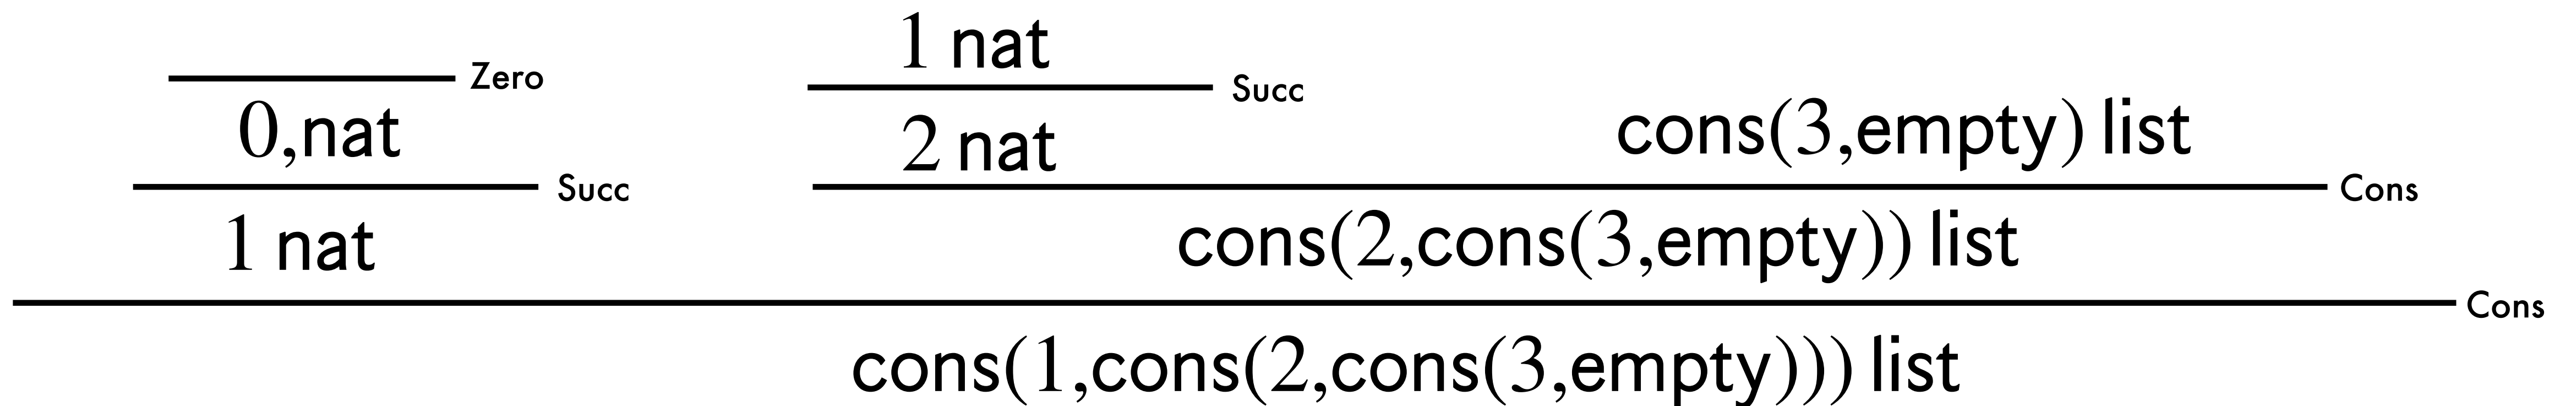 1 nat
Zero
Succ
0,nat
2 nat
cons(3,empty) list
Succ
Cons
1 nat
cons(2,cons(3,empty)) list
Cons
cons(1,cons(2,cons(3,empty))) list